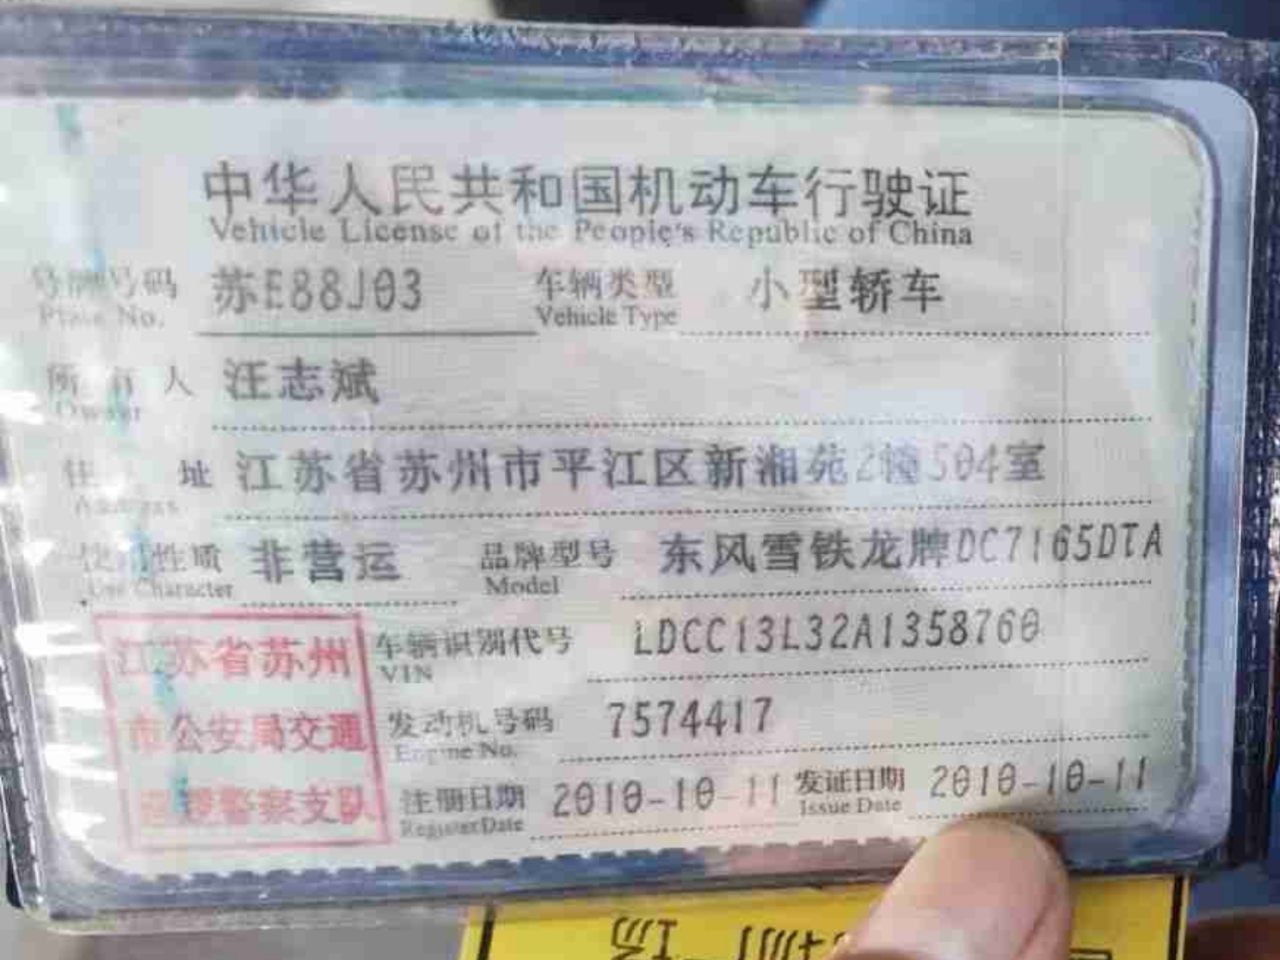 中华人民共和国机动车行驶证
Vehicle License of the People's Republic of China
号牌号码 苏E88J03 车辆类型 小型轿车
Plate No. Vehicle Type
所有人 汪志斌
Owner
住址 江苏省苏州市平江区新湘苑2幢504室
Address
使用性质 非营运 品牌型号 东风雪铁龙牌DC7165DTA
Use Character Model
江苏省苏州 车辆识别代号 LDCC13L32A1358760
VIN
市公安局交通 发动机号码 7574417
Engine No.
巡逻警察支队 注册日期 2010-10-11 发证日期 2010-10-11
Register Date Issue Date